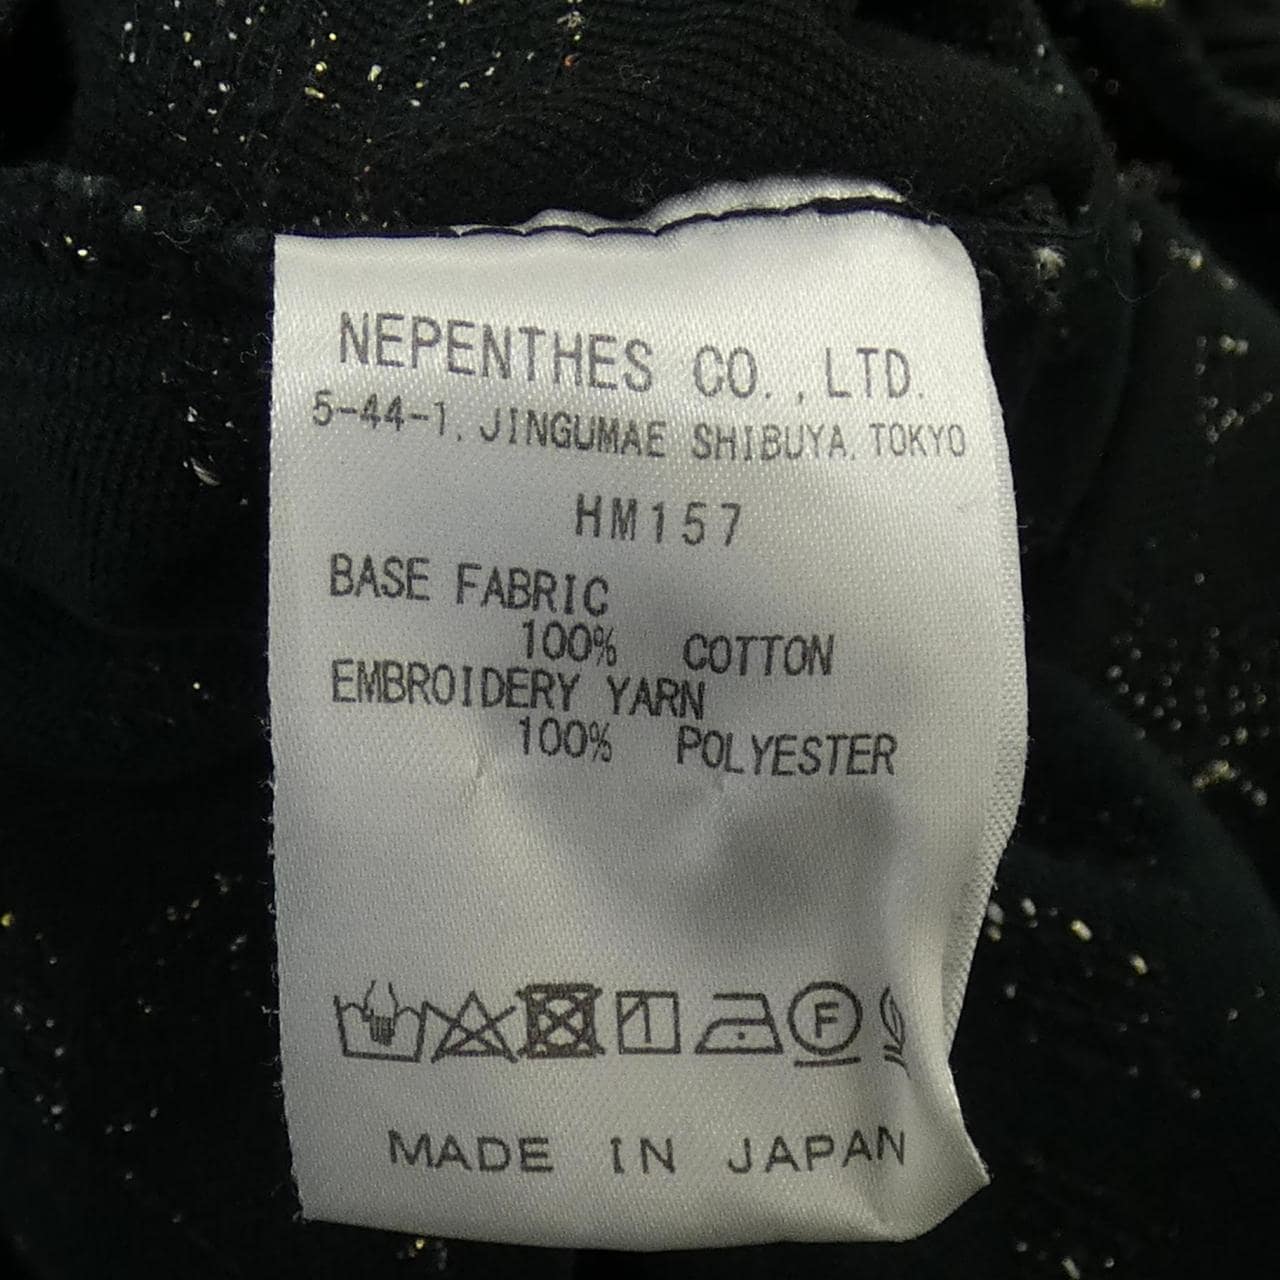 NEPENTHES CO.,LTD.
5-44-1, JINGUMAE SHIBUYA, TOKYO
HM157
BASE FABRIC
100% COTTON
EMBROIDERY YARN
100% POLYESTER
F
MADE IN JAPAN